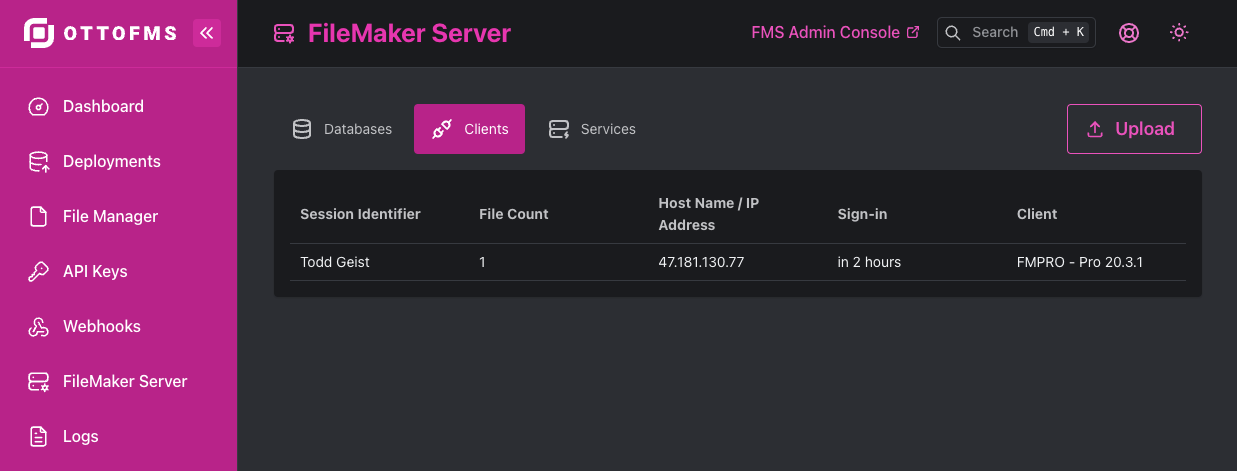 OTTOFMS
FileMaker Server
FMS Admin Console
Search Cmd + K
Dashboard
Deployments
File Manager
API Keys
Webhooks
FileMaker Server
Logs
Databases
Clients
Services
Upload
Session Identifier File Count Host Name / IP Address Sign-in Client
Todd Geist 1 47.181.130.77 in 2 hours FMPRO - Pro 20.3.1